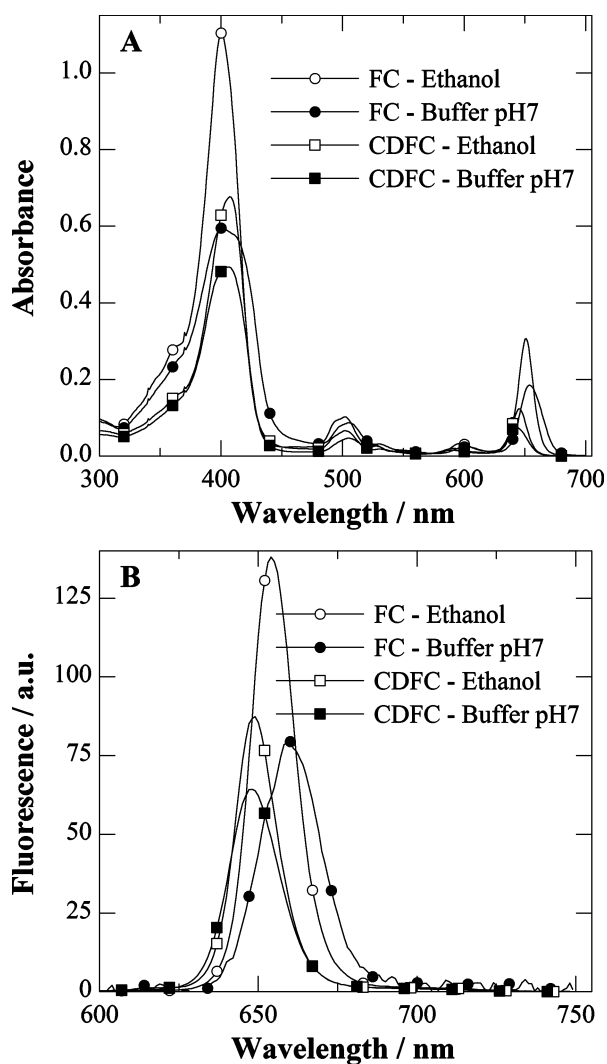 A
FC - Ethanol
FC - Buffer pH7
CDFC - Ethanol
CDFC - Buffer pH7
Absorbance
1.0
0.8
0.6
0.4
0.2
0.0
300 400 500 600 700
Wavelength / nm
B
FC - Ethanol
FC - Buffer pH7
CDFC - Ethanol
CDFC - Buffer pH7
Fluorescence / a.u.
125
100
75
50
25
0
600 650 700 750
Wavelength / nm